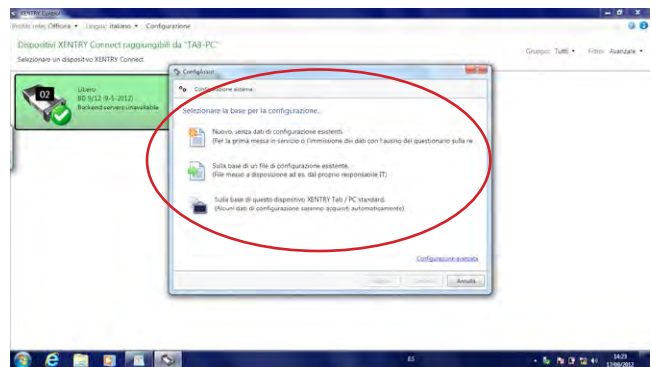 XENTRY Control
Profilo rete: Officina Lingua: italiano Configurazione
Dispositivi XENTRY Connect raggiungibili da "TAB-PC"
Selezionare un dispositivo XENTRY Connect
Gruppo: Tutti Filtro: Avanzate
02
Libero
BD 9/12 (9-5-2012)
Backend servers unavailable
ConfigAssist
Configurazione sistema
Selezionare la base per la configurazione.
Nuovo, senza dati di configurazione esistenti.
(Per la prima messa in servizio o l'immissione dei dati con l'ausilio del questionario sulla re
Sulla base di un file di configurazione esistente.
(File messo a disposizione ad es. dal proprio responsabile IT)
Sulla base di questo dispositivo XENTRY Tab / PC standard.
(Alcuni dati di configurazione saranno acquisiti automaticamente)
Configurazione avanzata
Annulla
ES
14:23
17/09/2012